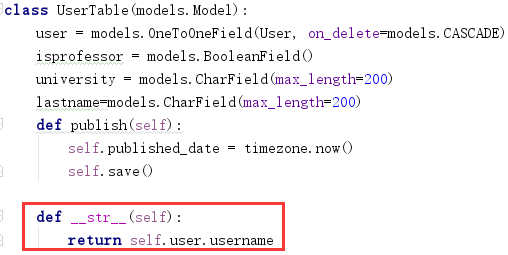 class UserTable(models.Model):
    user = models.OneToOneField(User, on_delete=models.CASCADE)
    isprofessor = models.BooleanField()
    university = models.CharField(max_length=200)
    lastname=models.CharField(max_length=200)
    def publish(self):
        self.published_date = timezone.now()
        self.save()
    def __str__(self):
        return self.user.username